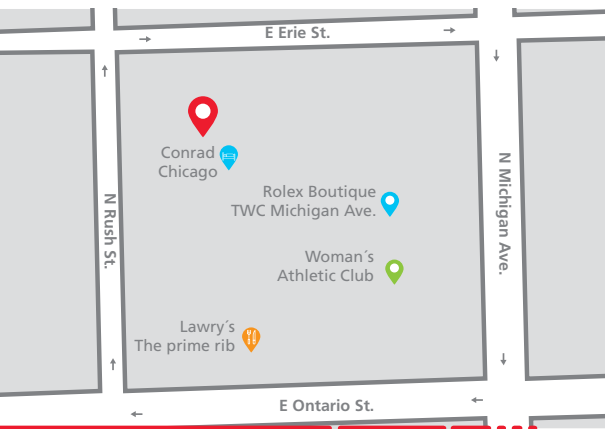 E Erie St.
Conrad
Chicago
Rolex Boutique
TWC Michigan Ave.
N Rush St.
N Michigan Ave.
Woman´s
Athletic Club
Lawry´s
The prime rib
E Ontario St.